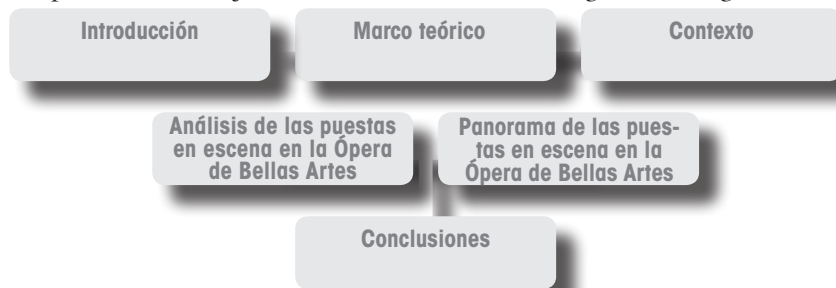 Introducción
Marco teórico
Contexto
Análisis de las puestas
en escena en la Ópera
de Bellas Artes
Panorama de las pues-
tas en escena en la
Ópera de Bellas Artes
Conclusiones